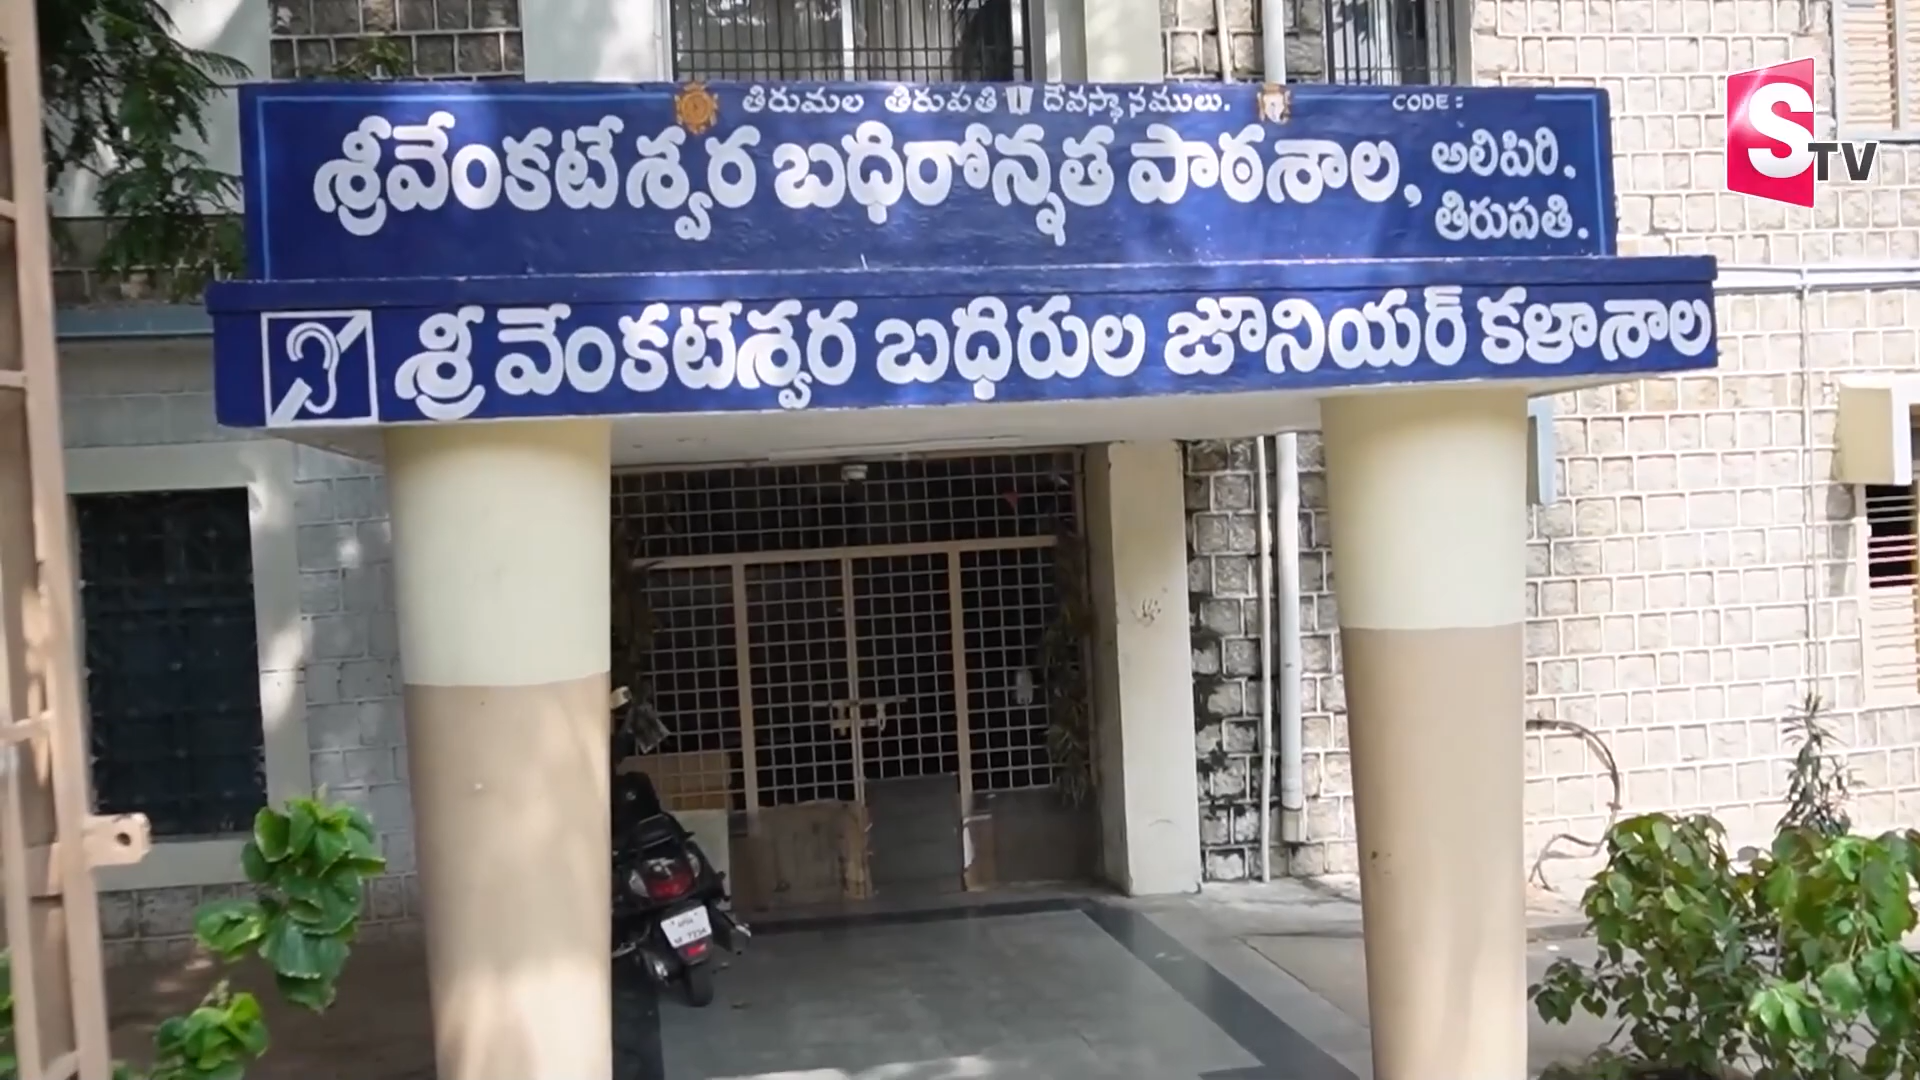 తిరుమల తిరుపతి దేవస్థానములు.
CODE:
శ్రీవేంకటేశ్వర బధిరోన్నత పాఠశాల, అలిపిరి.
తిరుపతి.
శ్రీ వేంకటేశ్వర బధిరుల జూనియర్ కళాశాల
STV